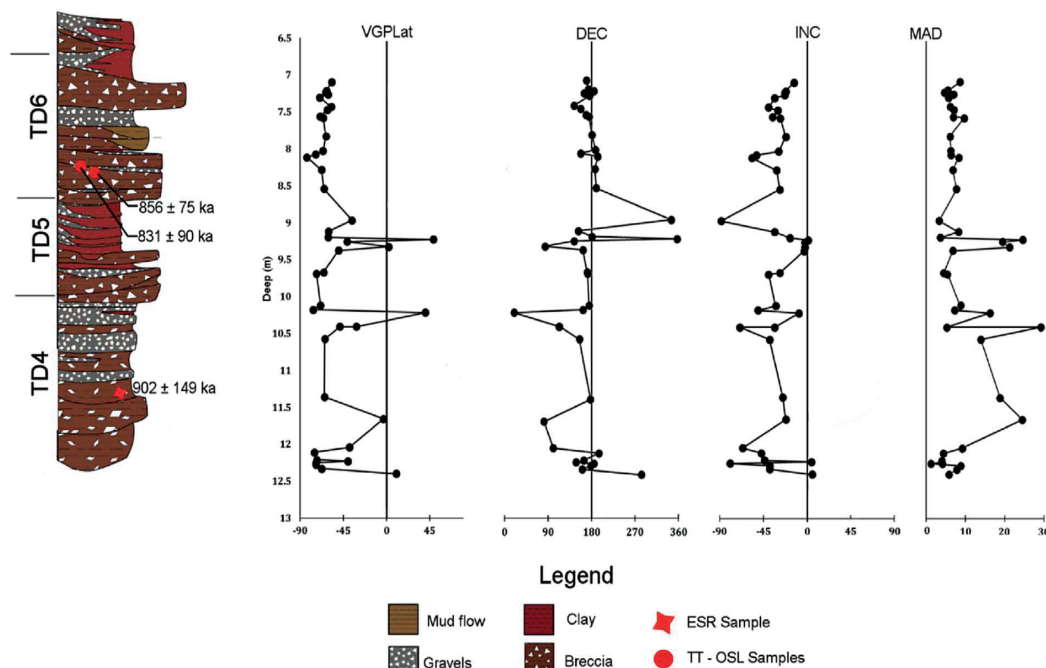 VGPLat DEC INC MAD
6.5
7
7.5
8
8.5
9
9.5
10
10.5
11
11.5
12
12.5
13
Deep (m)
TD6
TD5
TD4
856 ± 75 ka
831 ± 90 ka
902 ± 149 ka
-90 -45 0 45
0 90 180 270 360
-90 -45 0 45 90
0 10 20 30
Legend
Mud flow Clay ESR Sample
Gravels Breccia TT - OSL Samples